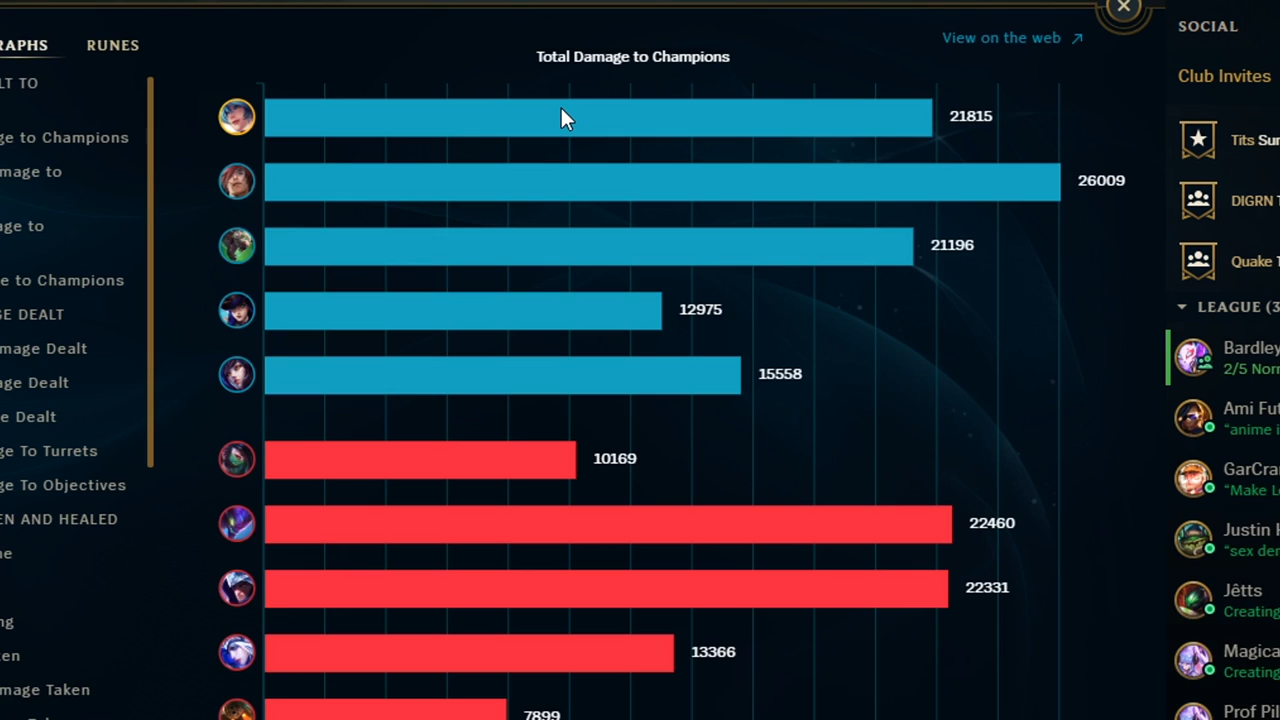 RAPHS RUNES
View on the web
Total Damage to Champions
LT TO
ge to Champions
mage to
age to
e to Champions
GE DEALT
mage Dealt
age Dealt
e Dealt
ge To Turrets
ge To Objectives
EN AND HEALED
ne
ng
ken
mage Taken
21815
26009
21196
12975
15558
10169
22460
22331
13366
7899
SOCIAL
Club Invites
Tits Sur
DIGRN T
Quake T
LEAGUE (3
Bardley
2/5 Norr
Ami Fut
“anime i
GarCrar
“Make Le
Justin H
“sex der
Jêtts
Creating
Magica
Creating
Prof Pil